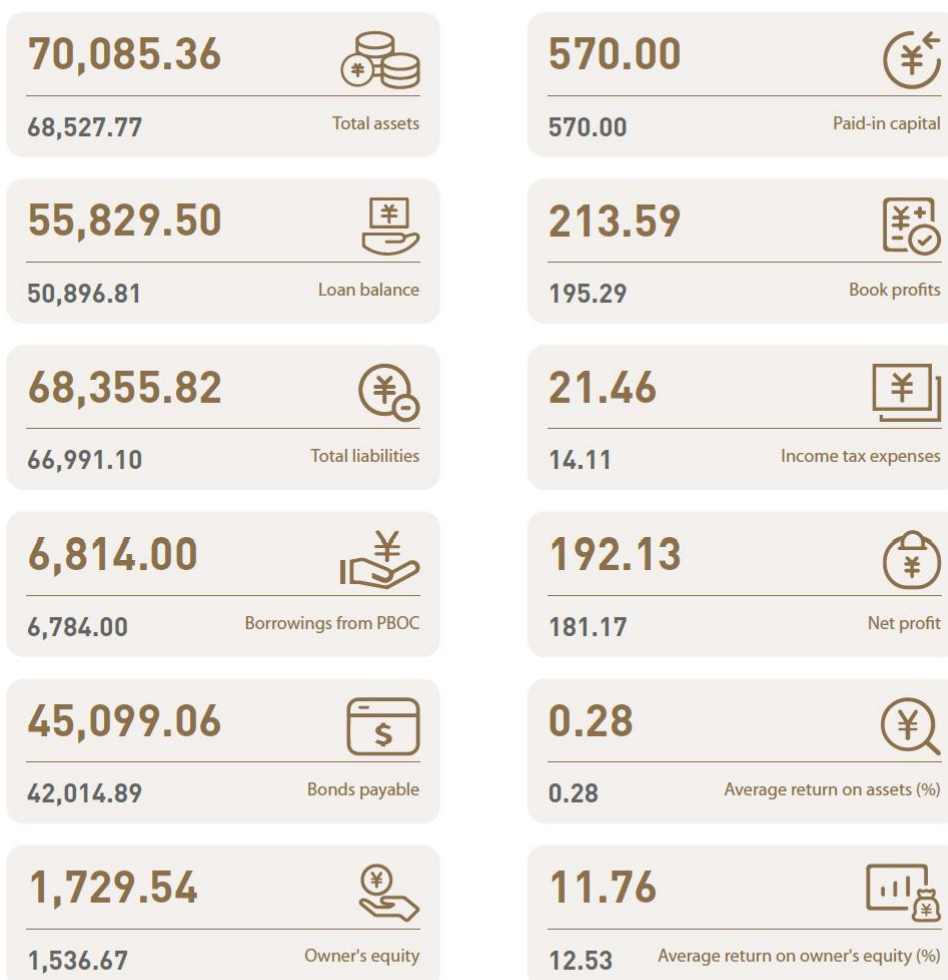 70,085.36
68,527.77 Total assets
55,829.50
50,896.81 Loan balance
68,355.82
66,991.10 Total liabilities
6,814.00
6,784.00 Borrowings from PBOC
45,099.06
42,014.89 Bonds payable
1,729.54
1,536.67 Owner's equity
570.00
570.00 Paid-in capital
213.59
195.29 Book profits
21.46
14.11 Income tax expenses
192.13
181.17 Net profit
0.28
0.28 Average return on assets (%)
11.76
12.53 Average return on owner's equity (%)